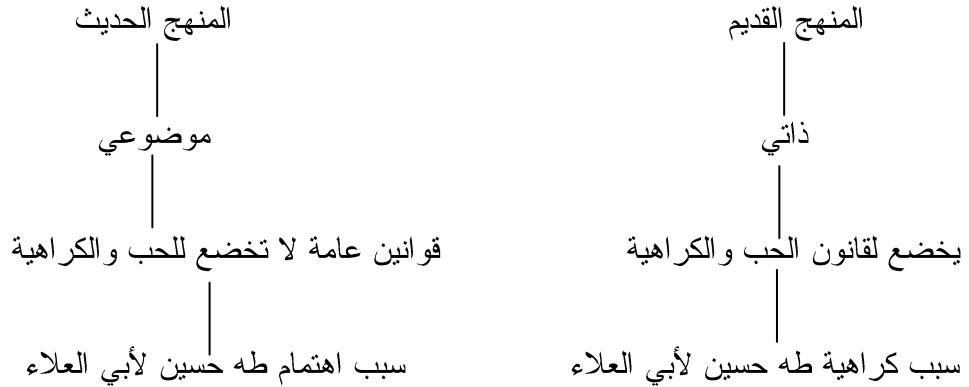 المنهج القديم
المنهج الحديث
ذاتي
موضوعي
يخضع لقانون الحب والكراهية
قوانين عامة لا تخضع للحب والكراهية
سبب كراهية طه حسين لأبي العلاء
سبب اهتمام طه حسين لأبي العلاء